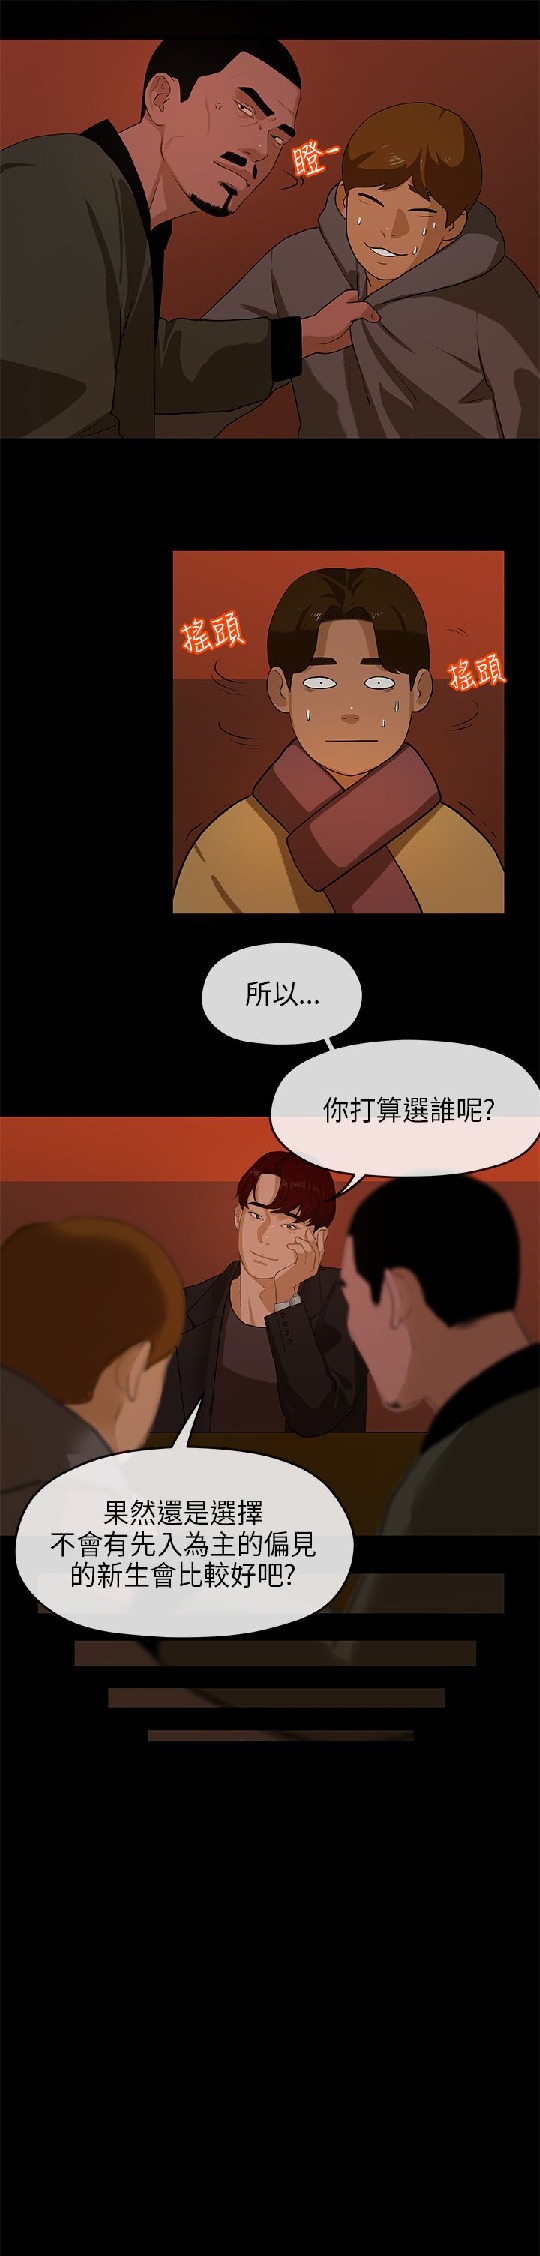 瞪一
搖頭
搖頭
所以…
你打算選誰呢?
果然還是選擇
不會有先入為主的偏見
的新生會比較好吧?